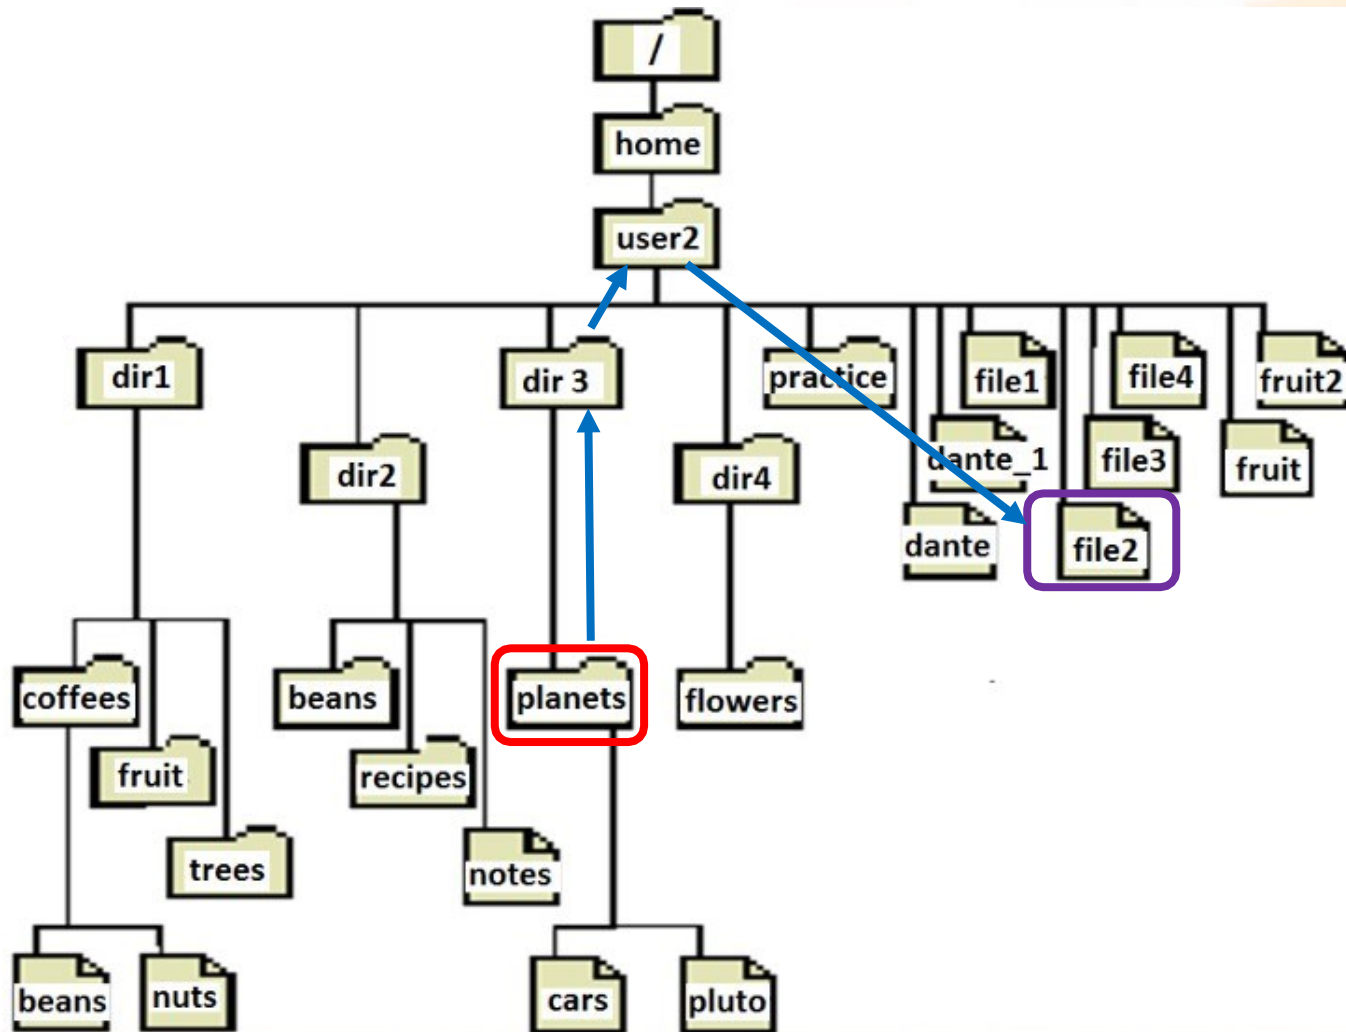 /
home
user2
dir1
dir 3
practice
file1
file4
fruit2
dir2
dir4
dante_1
file3
fruit
dante
file2
coffees
beans
planets
flowers
fruit
recipes
trees
notes
beans
nuts
cars
pluto